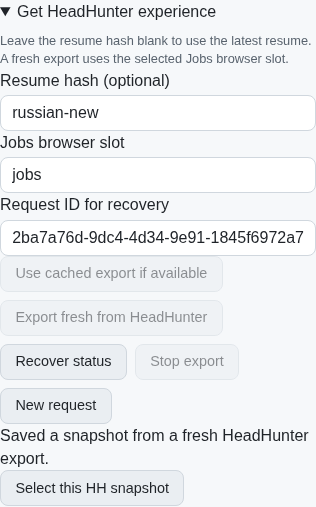 ▼ Get HeadHunter experience
Leave the resume hash blank to use the latest resume.
A fresh export uses the selected Jobs browser slot.
Resume hash (optional)
russian-new
Jobs browser slot
jobs
Request ID for recovery
2ba7a76d-9dc4-4d34-9e91-1845f6972a7
Use cached export if available
Export fresh from HeadHunter
Recover status Stop export
New request
Saved a snapshot from a fresh HeadHunter
export.
Select this HH snapshot